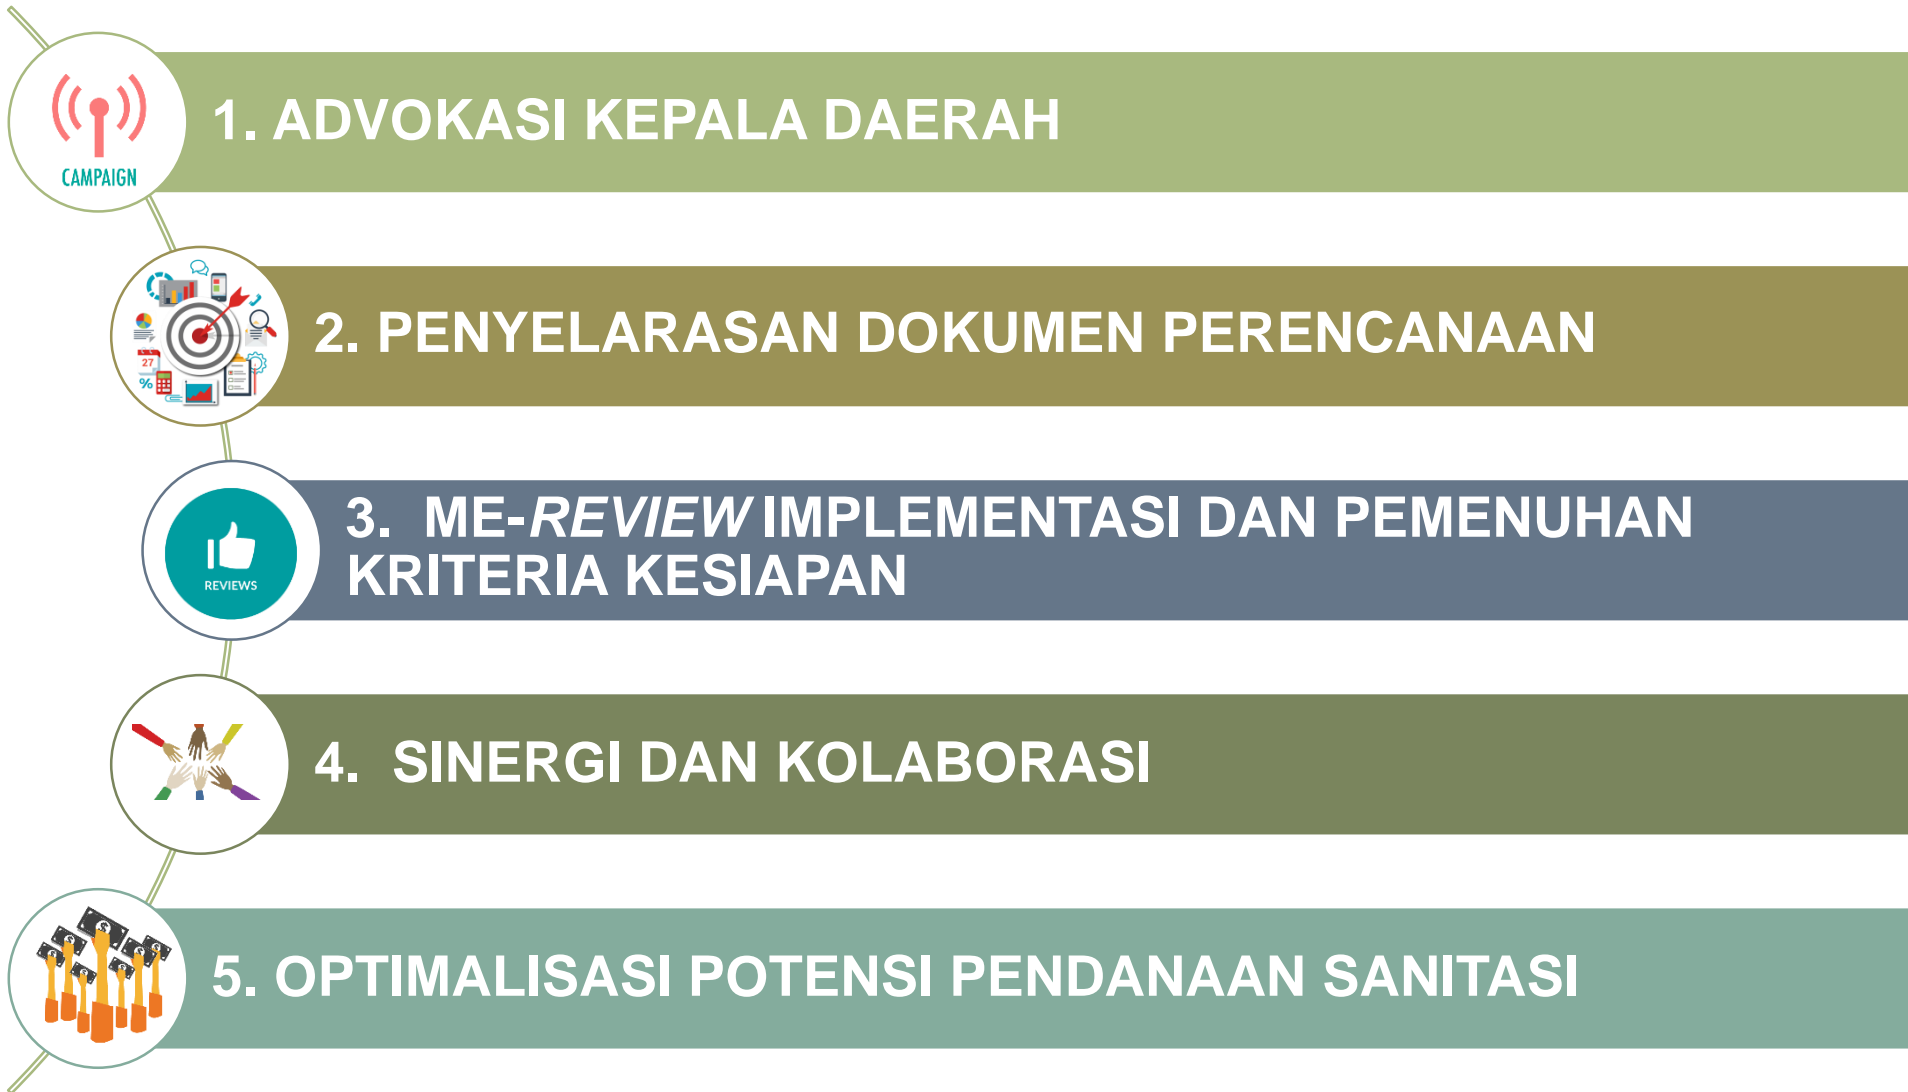 CAMPAIGN
1. ADVOKASI KEPALA DAERAH
27
%
2. PENYELARASAN DOKUMEN PERENCANAAN
REVIEWS
3. ME-REVIEW IMPLEMENTASI DAN PEMENUHAN
KRITERIA KESIAPAN
4. SINERGI DAN KOLABORASI
5. OPTIMALISASI POTENSI PENDANAAN SANITASI